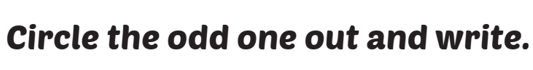 Circle the odd one out and write.